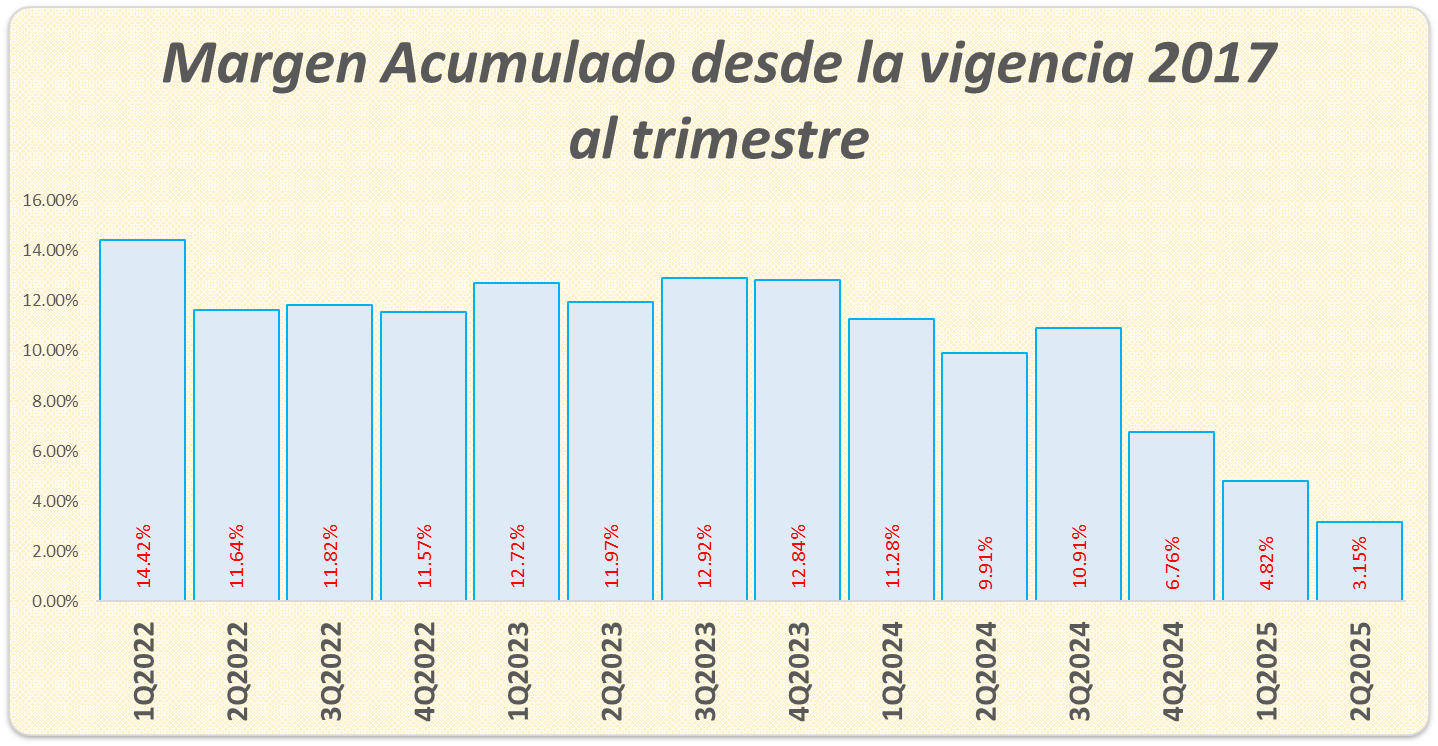 Margen Acumulado desde la vigencia 2017
al trimestre
16.00%
14.00%
12.00%
10.00%
8.00%
6.00%
4.00%
2.00%
0.00%
14.42%
11.64%
11.82%
11.57%
12.72%
11.97%
12.92%
12.84%
11.28%
9.91%
10.91%
6.76%
4.82%
3.15%
1Q2022
2Q2022
3Q2022
4Q2022
1Q2023
2Q2023
3Q2023
4Q2023
1Q2024
2Q2024
3Q2024
4Q2024
1Q2025
2Q2025